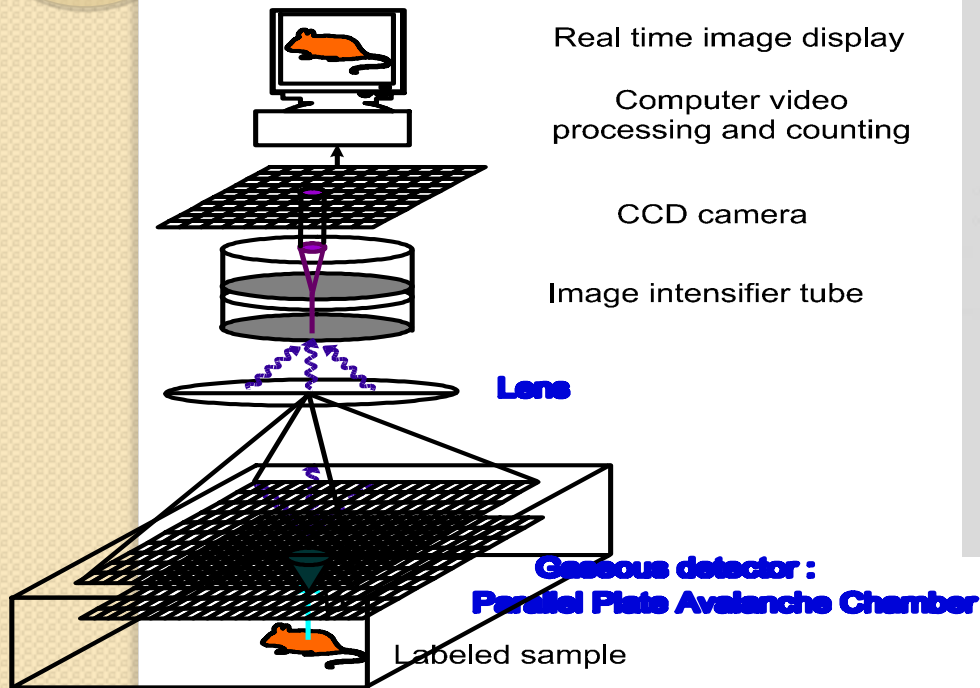 Real time image display
Computer video
processing and counting
CCD camera
Image intensifier tube
Lens
Gaseous detector :
Parallel Plate Avalanche Chamber
Labeled sample